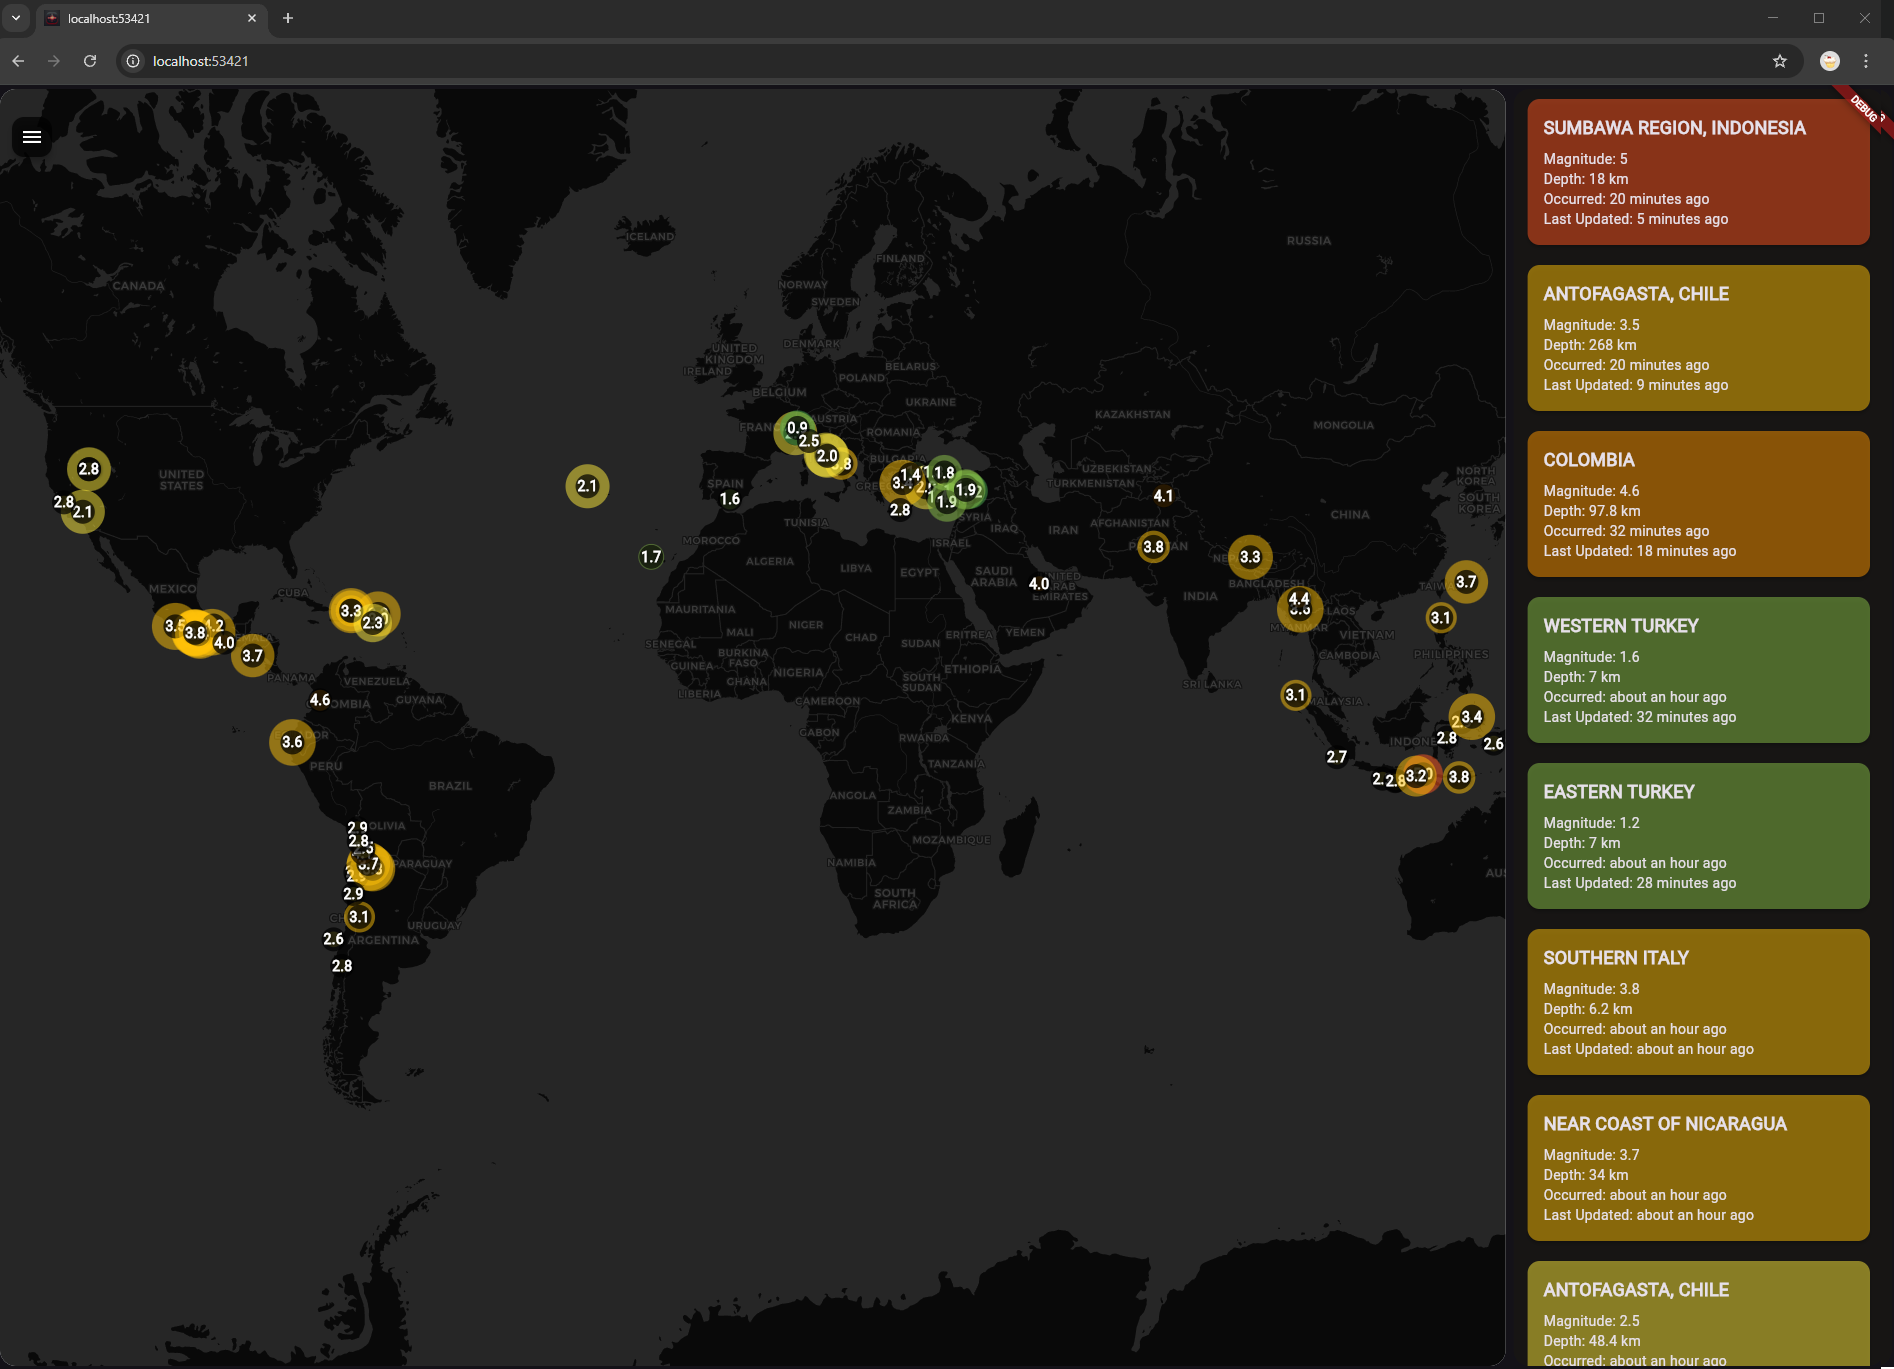 localhost:53421
localhost:53421
DEBUG
SUMBAWA REGION, INDONESIA
Magnitude: 5
Depth: 18 km
Occurred: 20 minutes ago
Last Updated: 5 minutes ago
ANTOFAGASTA, CHILE
Magnitude: 3.5
Depth: 268 km
Occurred: 20 minutes ago
Last Updated: 9 minutes ago
COLOMBIA
Magnitude: 4.6
Depth: 97.8 km
Occurred: 32 minutes ago
Last Updated: 18 minutes ago
WESTERN TURKEY
Magnitude: 1.6
Depth: 7 km
Occurred: about an hour ago
Last Updated: 32 minutes ago
EASTERN TURKEY
Magnitude: 1.2
Depth: 7 km
Occurred: about an hour ago
Last Updated: 28 minutes ago
SOUTHERN ITALY
Magnitude: 3.8
Depth: 6.2 km
Occurred: about an hour ago
Last Updated: about an hour ago
NEAR COAST OF NICARAGUA
Magnitude: 3.7
Depth: 34 km
Occurred: about an hour ago
Last Updated: about an hour ago
ANTOFAGASTA, CHILE
Magnitude: 2.5
Depth: 48.4 km
Occurred: about an hour ago
ICELAND
RUSSIA
FINLAND
CANADA
NORWAY
SWEDEN
UNITED
KINGDOM
DENMARK
IRELAND
BELARUS
POLAND
BELGIUM
UKRAINE
AUSTRIA
KAZAKHSTAN
MONGOLIA
0.9
ROMANIA
2.5
2.0
UZBEKISTAN
TURKMENISTAN
NORTH
KOREA
SOUTH
KOREA
2.8
UNITED
STATES
2.8
2.1
2.1
SPAIN
1.6
1.4
1.8
1.9
1.9
2.8
4.1
CHINA
TUNISIA
SYRIA
IRAQ
IRAN
AFGHANISTAN
MOROCCO
ISRAEL
3.8
1.7
ALGERIA
LIBYA
EGYPT
SAUDI
ARABIA
4.0
EMIRATES
3.3
BANGLADESH
INDIA
4.4
LAOS
3.7
3.1
MEXICO
CUBA
3.8
4.0
3.7
3.3
2.3
MAURITANIA
MALI
NIGER
CHAD
SUDAN
ERITREA
YEMEN
MYANMAR
VIETNAM
PHILIPPINES
CAMBODIA
SENEGAL
BURKINA
FASO
GUINEA
GHANA
NIGERIA
SOUTH
SUDAN
ETHIOPIA
SRI LANKA
PANAMA
VENEZUELA
LIBERIA
CAMEROON
3.1
MALAYSIA
4.6
GUYANA
KENYA
3.4
3.6
GABON
RWANDA
2.8
2.6
2.7
PERU
TANZANIA
BRAZIL
ANGOLA
3.2
3.8
ZAMBIA
2.9
2.8
MOZAMBIQUE
PARAGUAY
NAMIBIA
2.9
SOUTH
AFRICA
3.1
URUGUAY
2.6
ARGENTINA
2.8